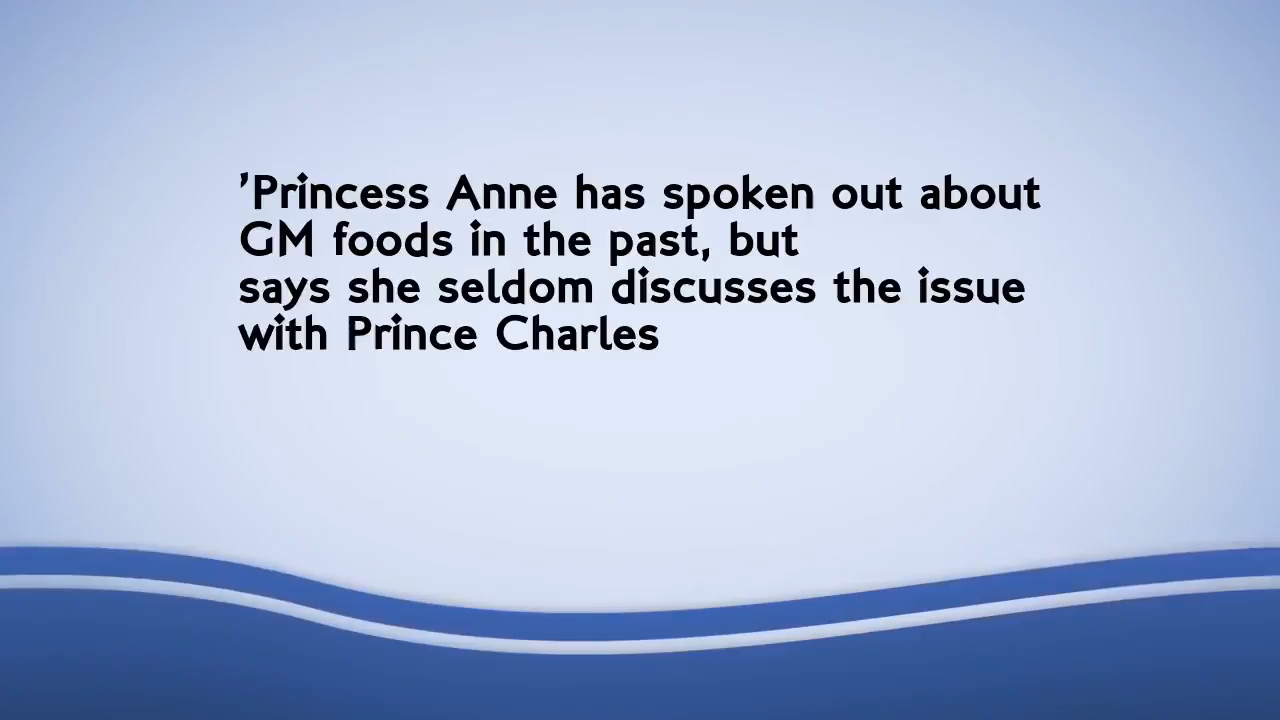 'Princess Anne has spoken out about
GM foods in the past, but
says she seldom discusses the issue
with Prince Charles